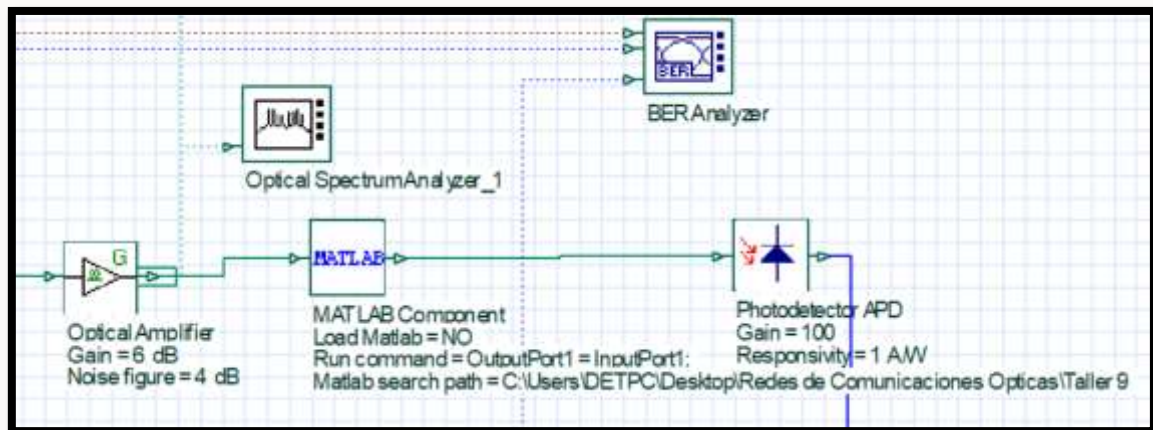 BER
BER Analyzer
Optical Spectrum Analyzer_1
G
MATLAB
Optical Amplifier
Gain = 6 dB
Noise figure = 4 dB
MATLAB Component
Load Matlab = NO
Run command = OutputPort1 = InputPort1;
Matlab search path = C:\Users\DETPC\Desktop\Redes de Comunicaciones Opticas\Taller 9
Photodetector APD
Gain = 100
Responsivity = 1 A/W